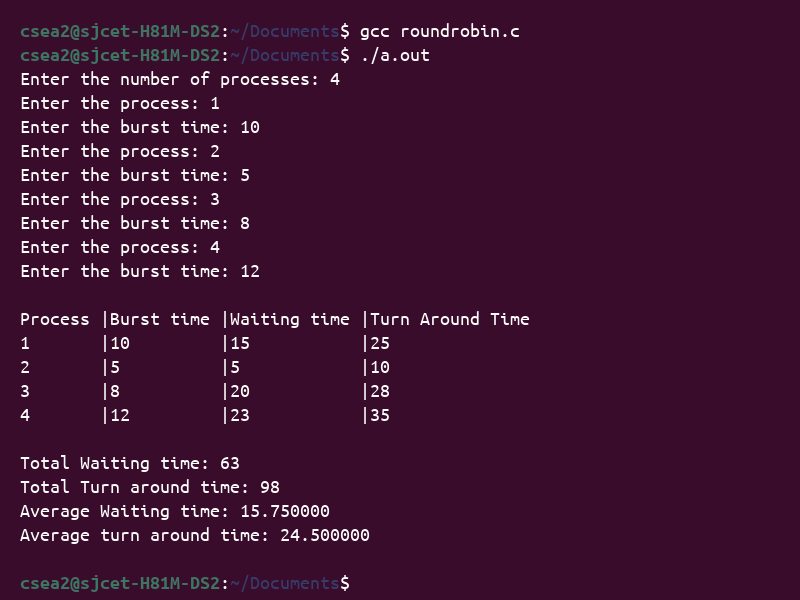 csea2@sjcet-H81M-DS2:~/Documents$ gcc roundrobin.c
csea2@sjcet-H81M-DS2:~/Documents$ ./a.out
Enter the number of processes: 4
Enter the process: 1
Enter the burst time: 10
Enter the process: 2
Enter the burst time: 5
Enter the process: 3
Enter the burst time: 8
Enter the process: 4
Enter the burst time: 12

Process |Burst time |Waiting time |Turn Around Time
1       |10         |15           |25
2       |5          |5            |10
3       |8          |20           |28
4       |12         |23           |35

Total Waiting time: 63
Total Turn around time: 98
Average Waiting time: 15.750000
Average turn around time: 24.500000

csea2@sjcet-H81M-DS2:~/Documents$